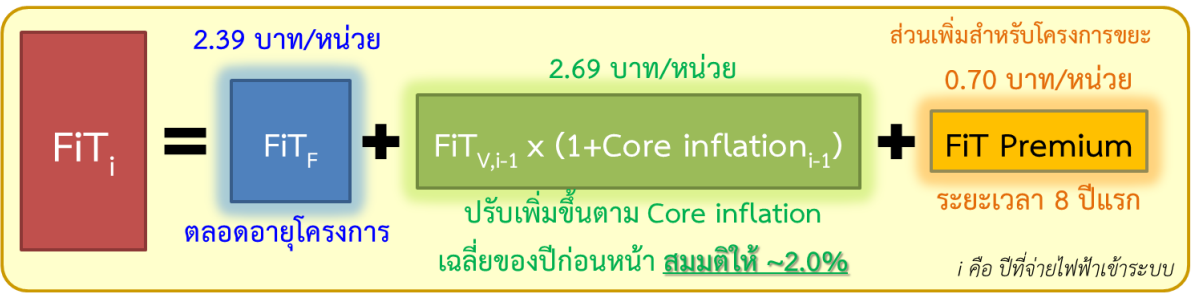 2.39 บาท/หน่วย
2.69 บาท/หน่วย
ส่วนเพิ่มสำหรับโครงการขยะ
0.70 บาท/หน่วย
FiTi = FiTF + FiTV,i-1 x (1+Core inflationi-1) + FiT Premium
ตลอดอายุโครงการ
ปรับเพิ่มขึ้นตาม Core inflation
เฉลี่ยของปีก่อนหน้า สมมติให้ ~2.0%
ระยะเวลา 8 ปีแรก
i คือ ปีที่จ่ายไฟฟ้าเข้าระบบ